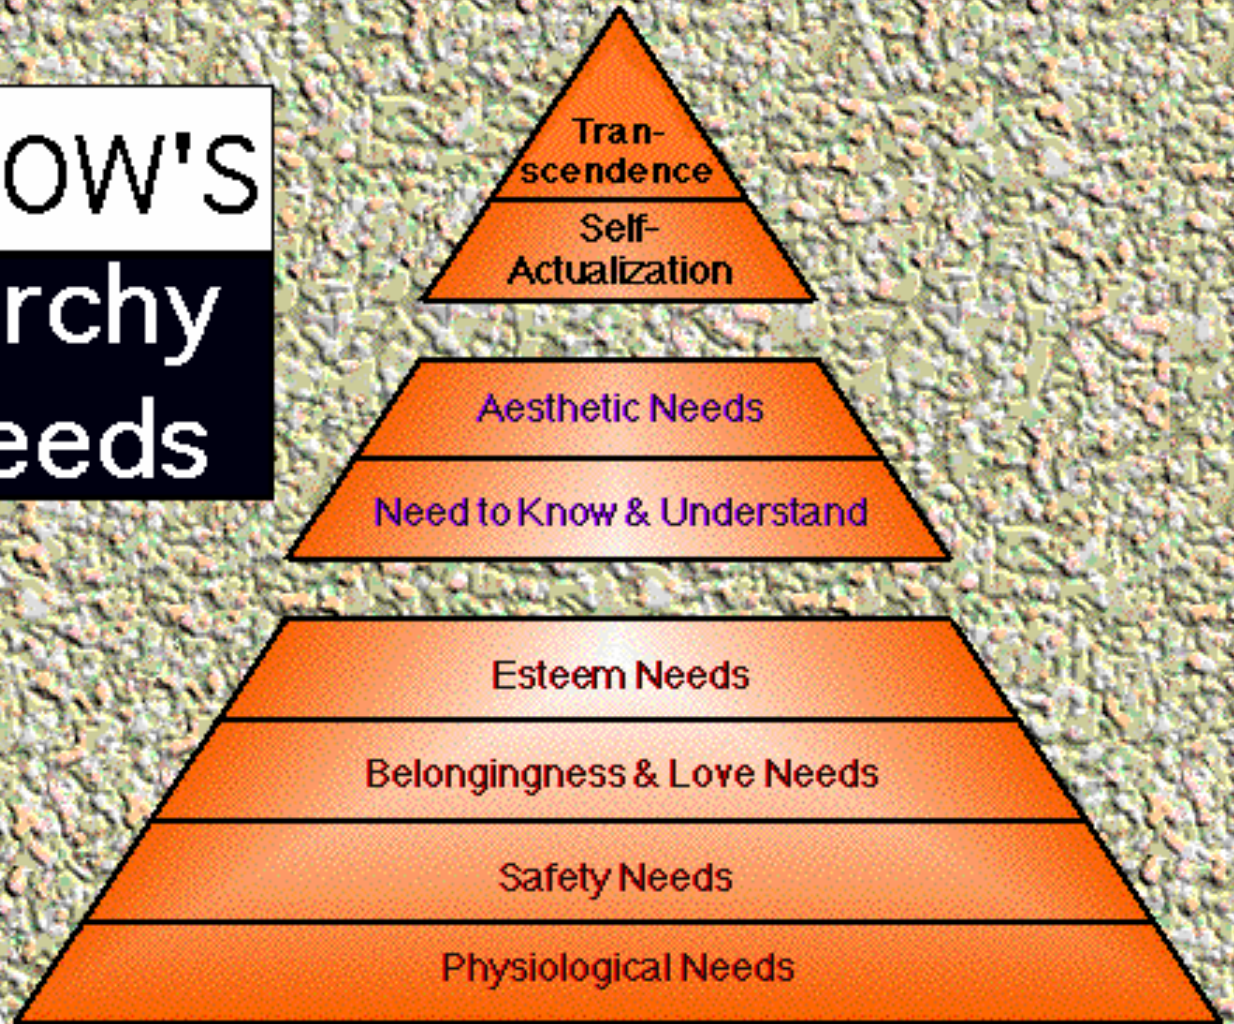 OW'S
rchy
eeds
Tran-
scendence
Self-
Actualization
Aesthetic Needs
Need to Know & Understand
Esteem Needs
Belongingness & Love Needs
Safety Needs
Physiological Needs